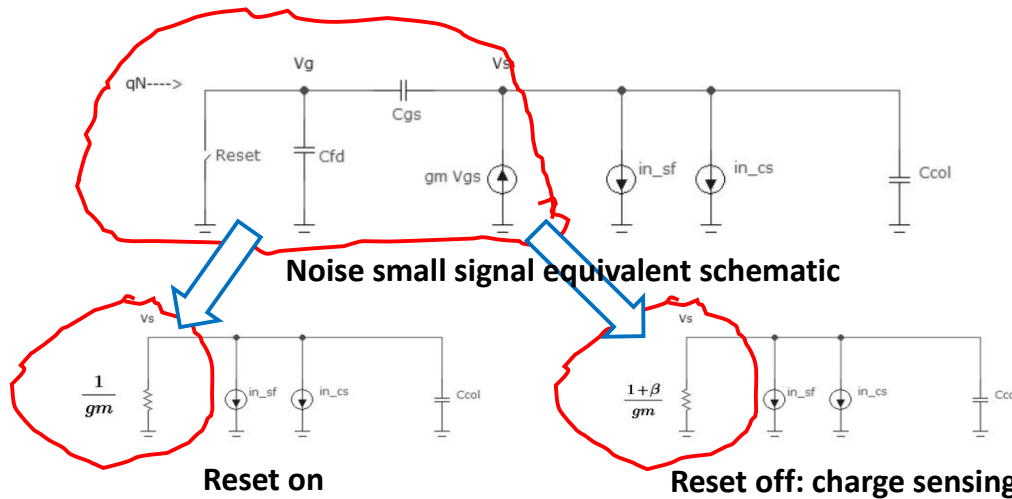 Vg
Vs
qN---->
Cgs
Reset
Cfd
gm Vgs
in_sf
in_cs
Ccol
Noise small signal equivalent schematic
Vs
1
gm
in_sf
in_cs
Ccol
Reset on
Vs
1+β
gm
in_sf
in_cs
Cco
Reset off: charge sensing